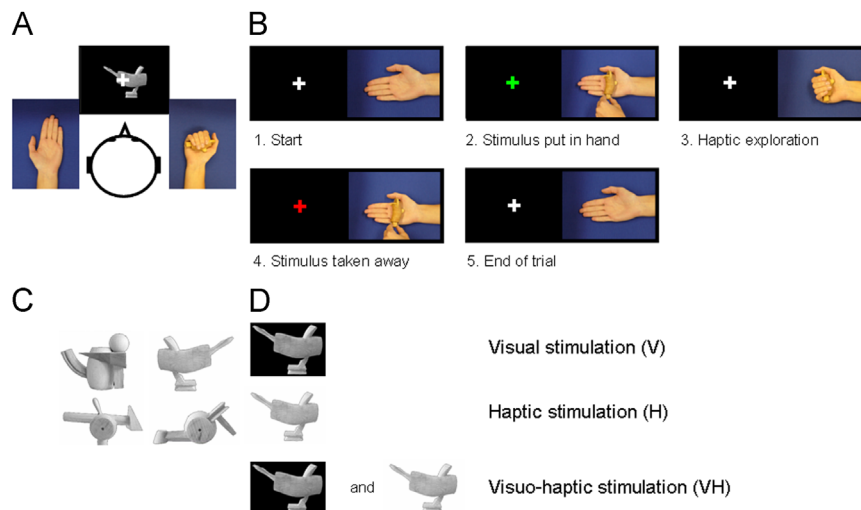 A
B
1. Start
2. Stimulus put in hand
3. Haptic exploration
4. Stimulus taken away
5. End of trial
C
D
Visual stimulation (V)
Haptic stimulation (H)
and
Visuo-haptic stimulation (VH)